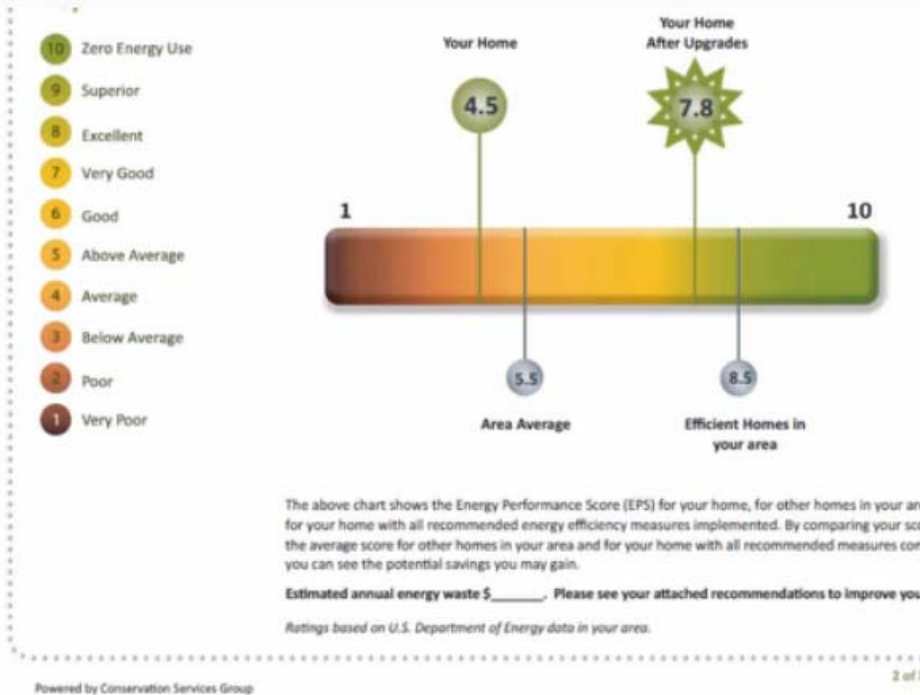 10 Zero Energy Use
9 Superior
8 Excellent
7 Very Good
6 Good
5 Above Average
4 Average
3 Below Average
2 Poor
1 Very Poor
Your Home
4.5
Your Home
After Upgrades
7.8
1
10
5.5
Area Average
8.5
Efficient Homes in
your area
The above chart shows the Energy Performance Score (EPS) for your home, for other homes in your
for your home with all recommended energy efficiency measures implemented. By comparing your
the average score for other homes in your area and for your home with all recommended measures
you can see the potential savings you may gain.
Estimated annual energy waste $______. Please see your attached recommendations to improve
Ratings based on U.S. Department of Energy data in your area.
2 of
Powered by Conservation Services Group